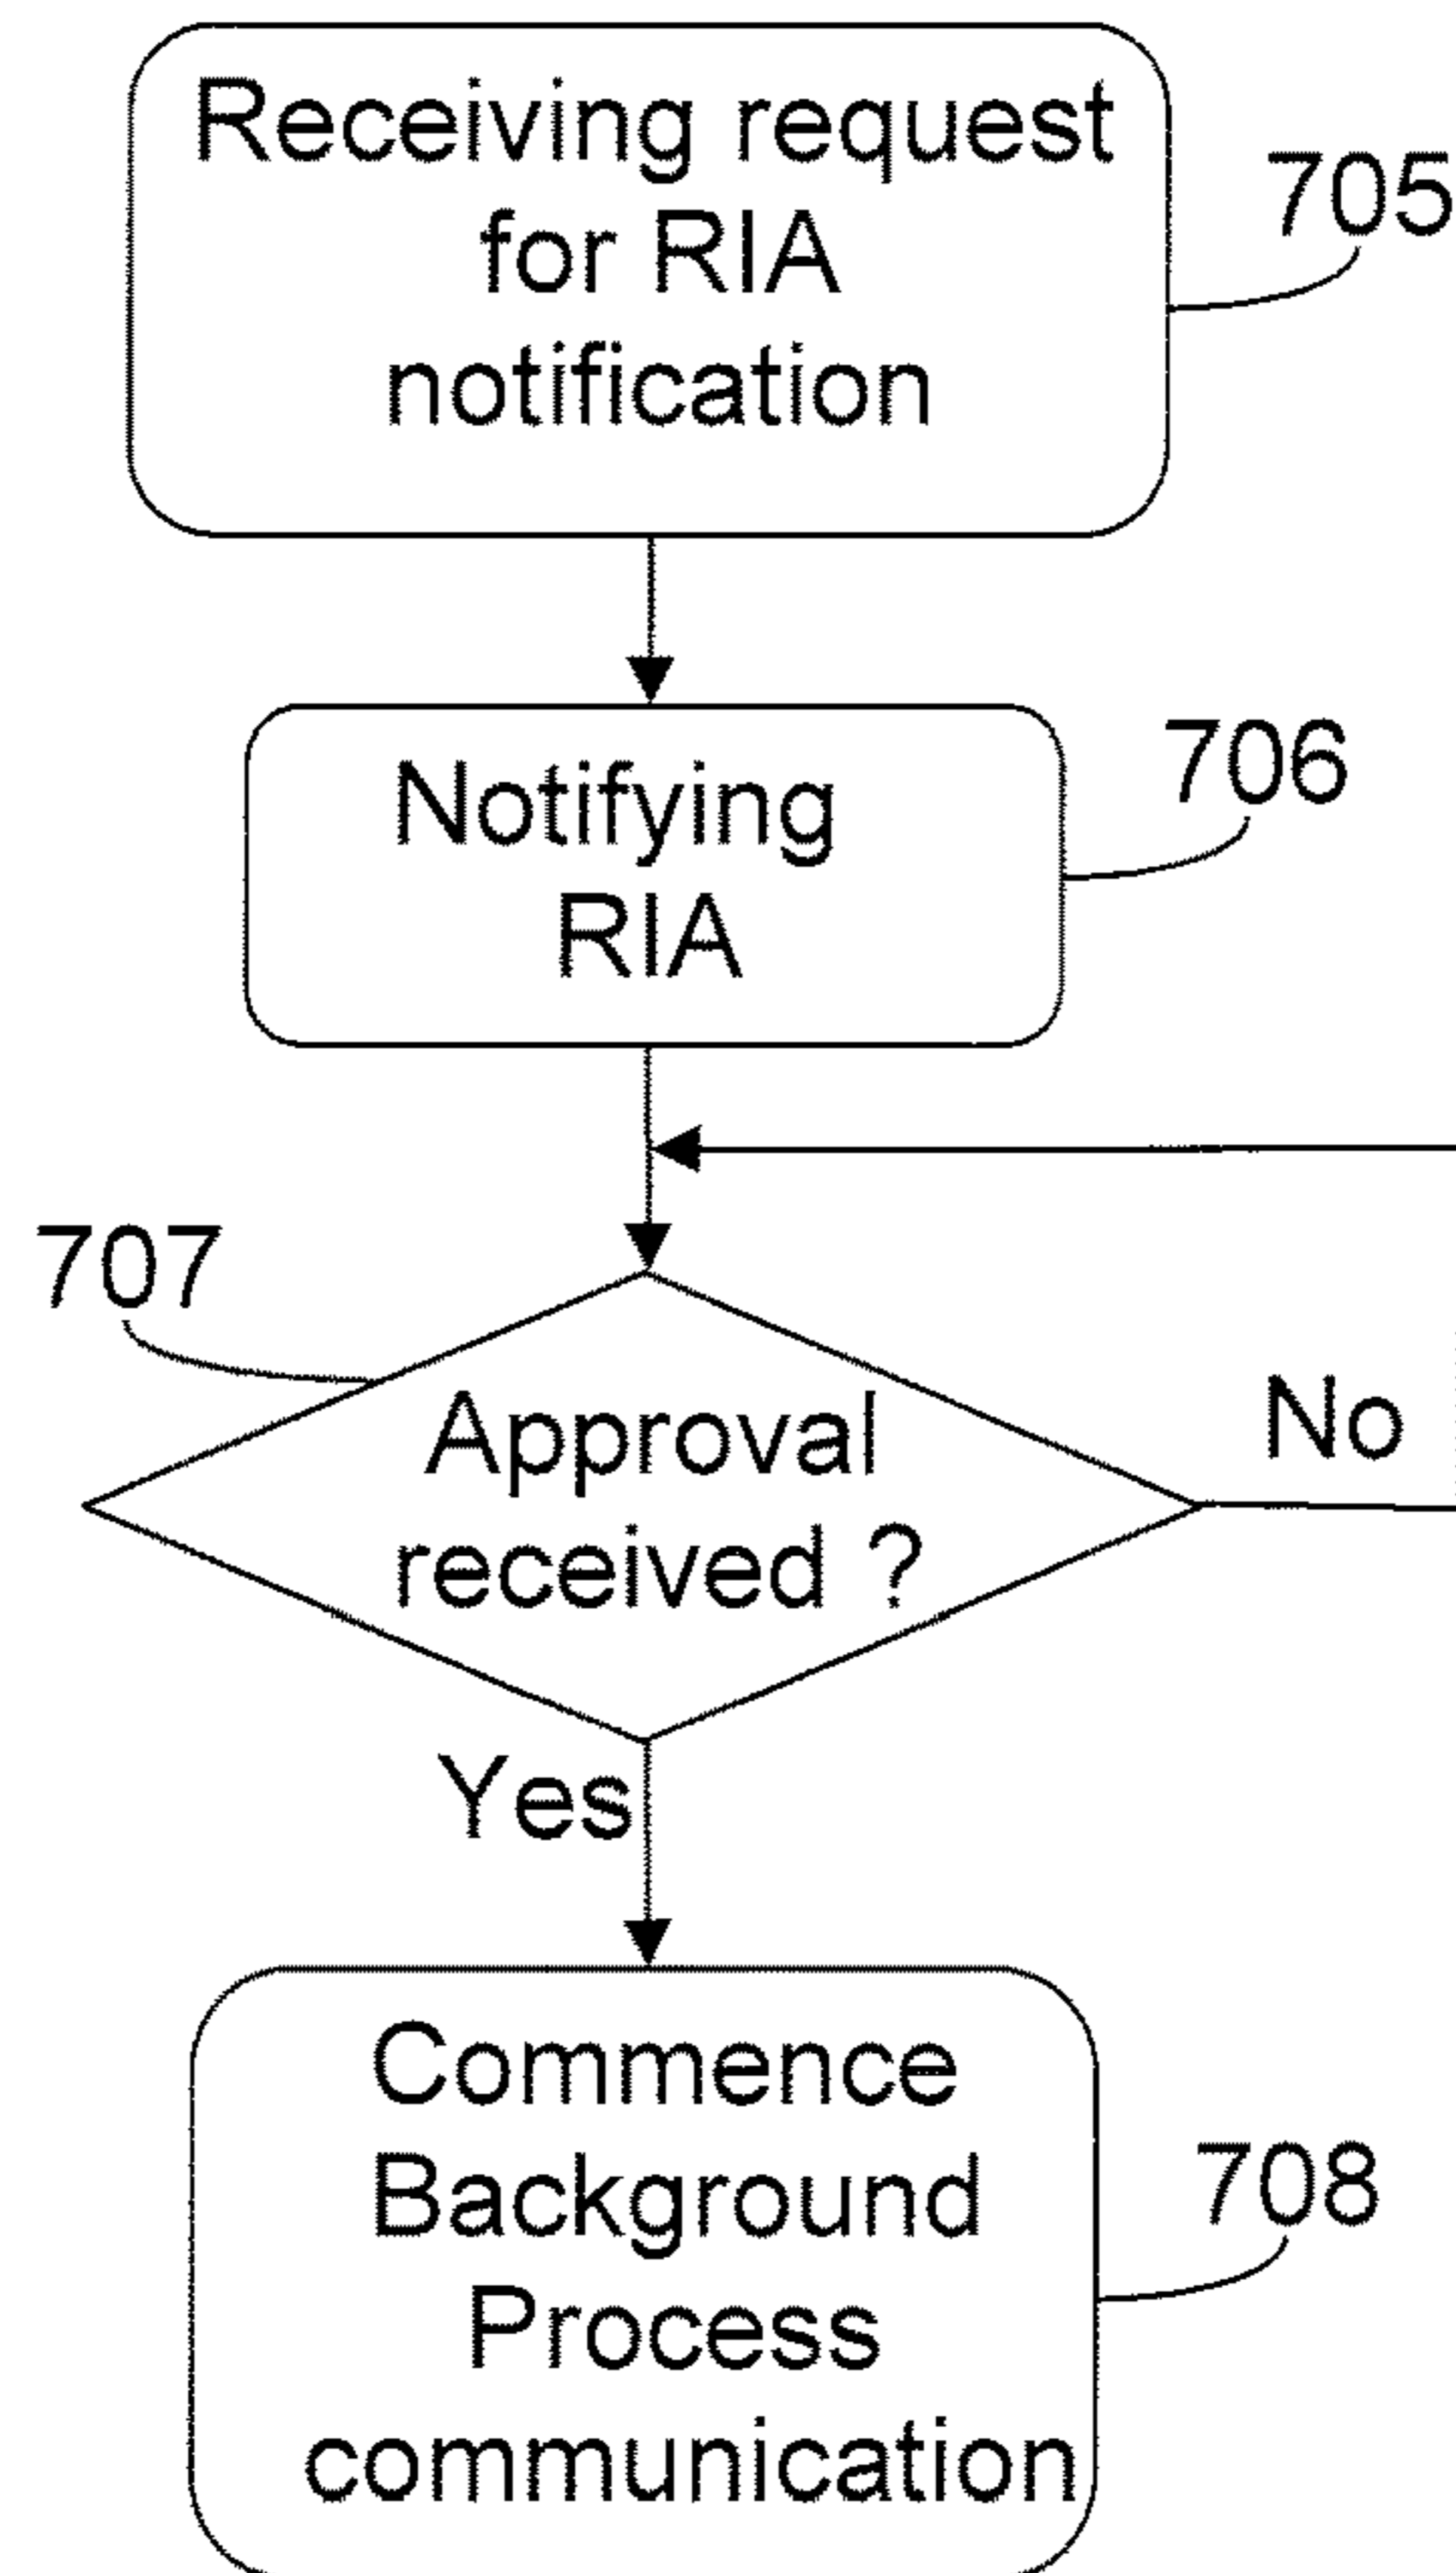 Receiving request
for RIA
notification
705
Notifying
RIA
706
707
Approval
received ?
No
Yes
Commence
Background
Process
communication
708